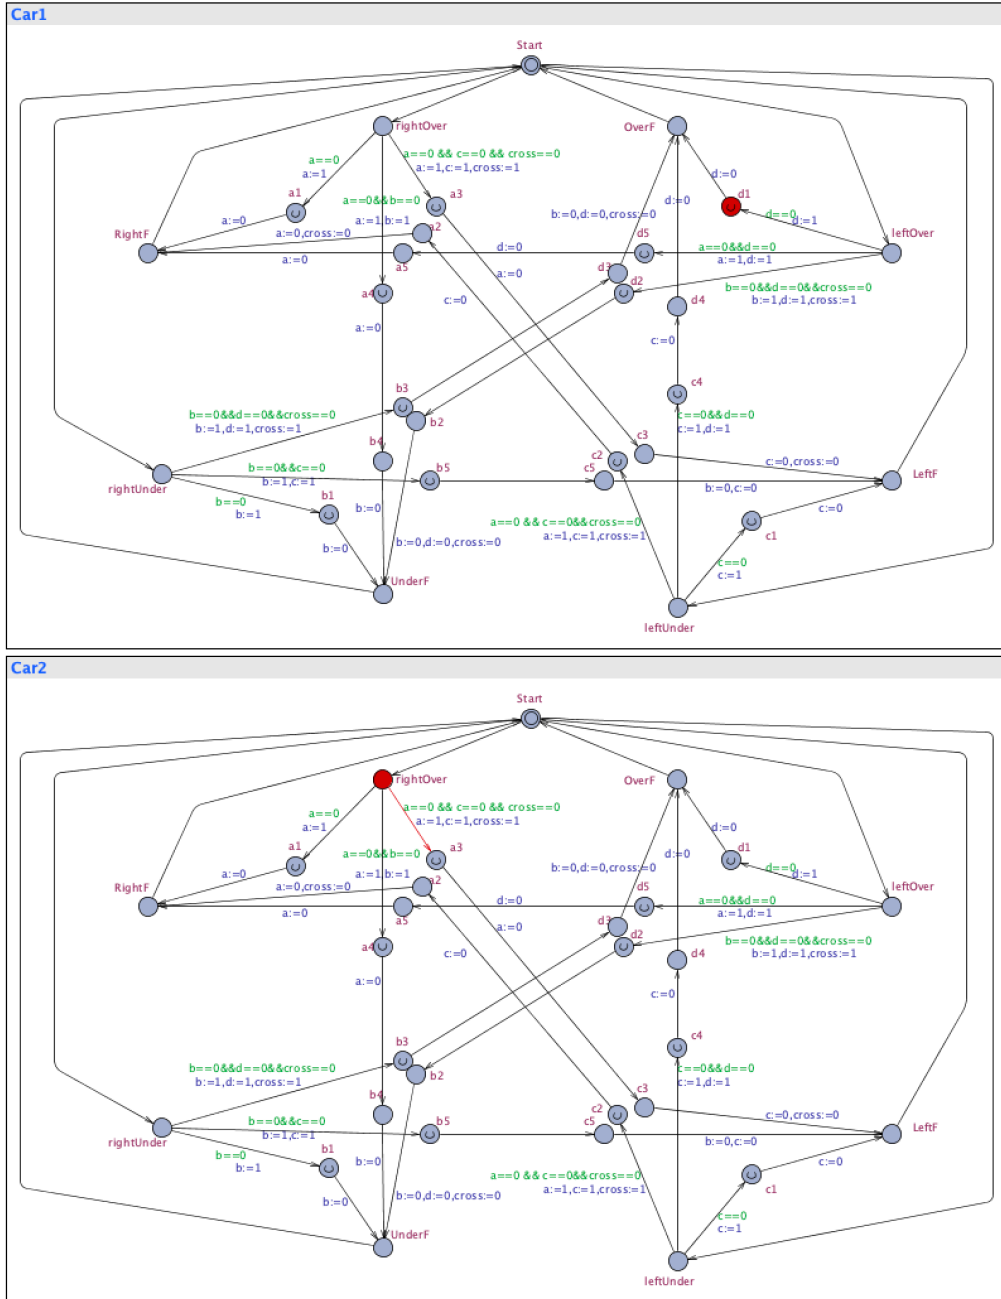 Car1
Start
rightOver
OverF
a==0 && c==0 && cross==0
a:=1,c:=1,cross:=1
a==0
a:=1
d:=0
a1
a3
d1
a==0&&b==0
a:=1,b:=1
b:=0,d:=0,cross:=0
d:=0
d==0
d:=1
a:=0
a:=0,cross:=0
a2
d5
leftOver
RightF
a:=0
a5
d:=0
a:=0
a==0&&d==0
a:=1,d:=1
d3
d2
b==0&&d==0&&cross==0
b:=1,d:=1,cross:=1
a4
c:=0
d4
a:=0
c:=0
c4
b3
b==0&&d==0&&cross==0
b:=1,d:=1,cross:=1
b2
c==0&&d==0
c:=1,d:=1
b4
c3
c2
c:=0,cross:=0
LeftF
rightUnder
b==0&&c==0
b:=1,c:=1
b5
c5
b:=0,c:=0
b==0
b:=1
b1
b:=0
c:=0
a==0 && c==0&&cross==0
a:=1,c:=1,cross:=1
c1
b:=0
b:=0,d:=0,cross:=0
c==0
c:=1
UnderF
leftUnder
Car2
Start
rightOver
OverF
a==0 && c==0 && cross==0
a:=1,c:=1,cross:=1
a==0
a:=1
d:=0
a1
a3
d1
a==0&&b==0
a:=1,b:=1
b:=0,d:=0,cross:=0
d:=0
d==0
d:=1
a:=0
a:=0,cross:=0
a2
d5
leftOver
RightF
a:=0
a5
d:=0
a:=0
a==0&&d==0
a:=1,d:=1
d3
d2
b==0&&d==0&&cross==0
b:=1,d:=1,cross:=1
a4
c:=0
d4
a:=0
c:=0
c4
b3
b==0&&d==0&&cross==0
b:=1,d:=1,cross:=1
b2
c==0&&d==0
c:=1,d:=1
b4
c3
c2
c:=0,cross:=0
LeftF
rightUnder
b==0&&c==0
b:=1,c:=1
b5
c5
b:=0,c:=0
b==0
b:=1
b1
b:=0
c:=0
a==0 && c==0&&cross==0
a:=1,c:=1,cross:=1
c1
b:=0
b:=0,d:=0,cross:=0
c==0
c:=1
UnderF
leftUnder